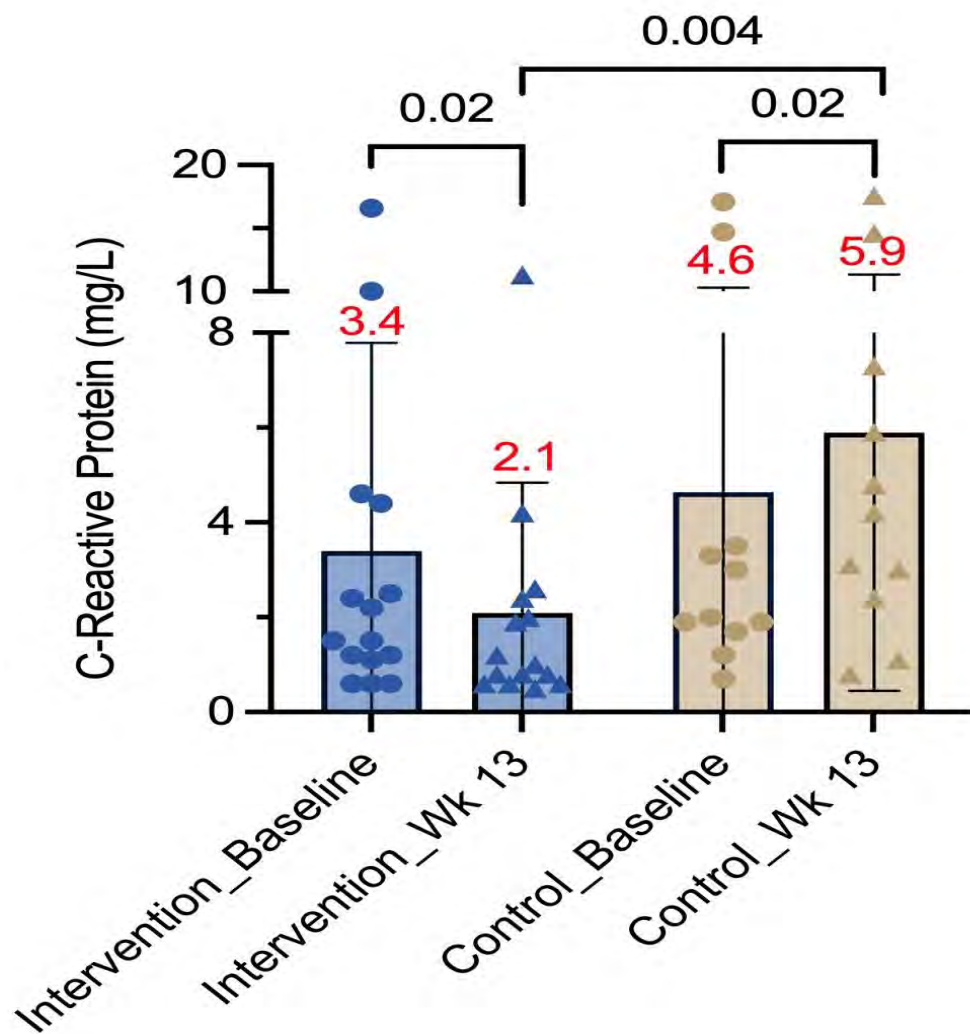 0.004
0.02
0.02
20
10
8
4
0
C-Reactive Protein (mg/L)
3.4
2.1
4.6
5.9
Intervention_Baseline
Intervention_Wk 13
Control_Baseline
Control_Wk 13